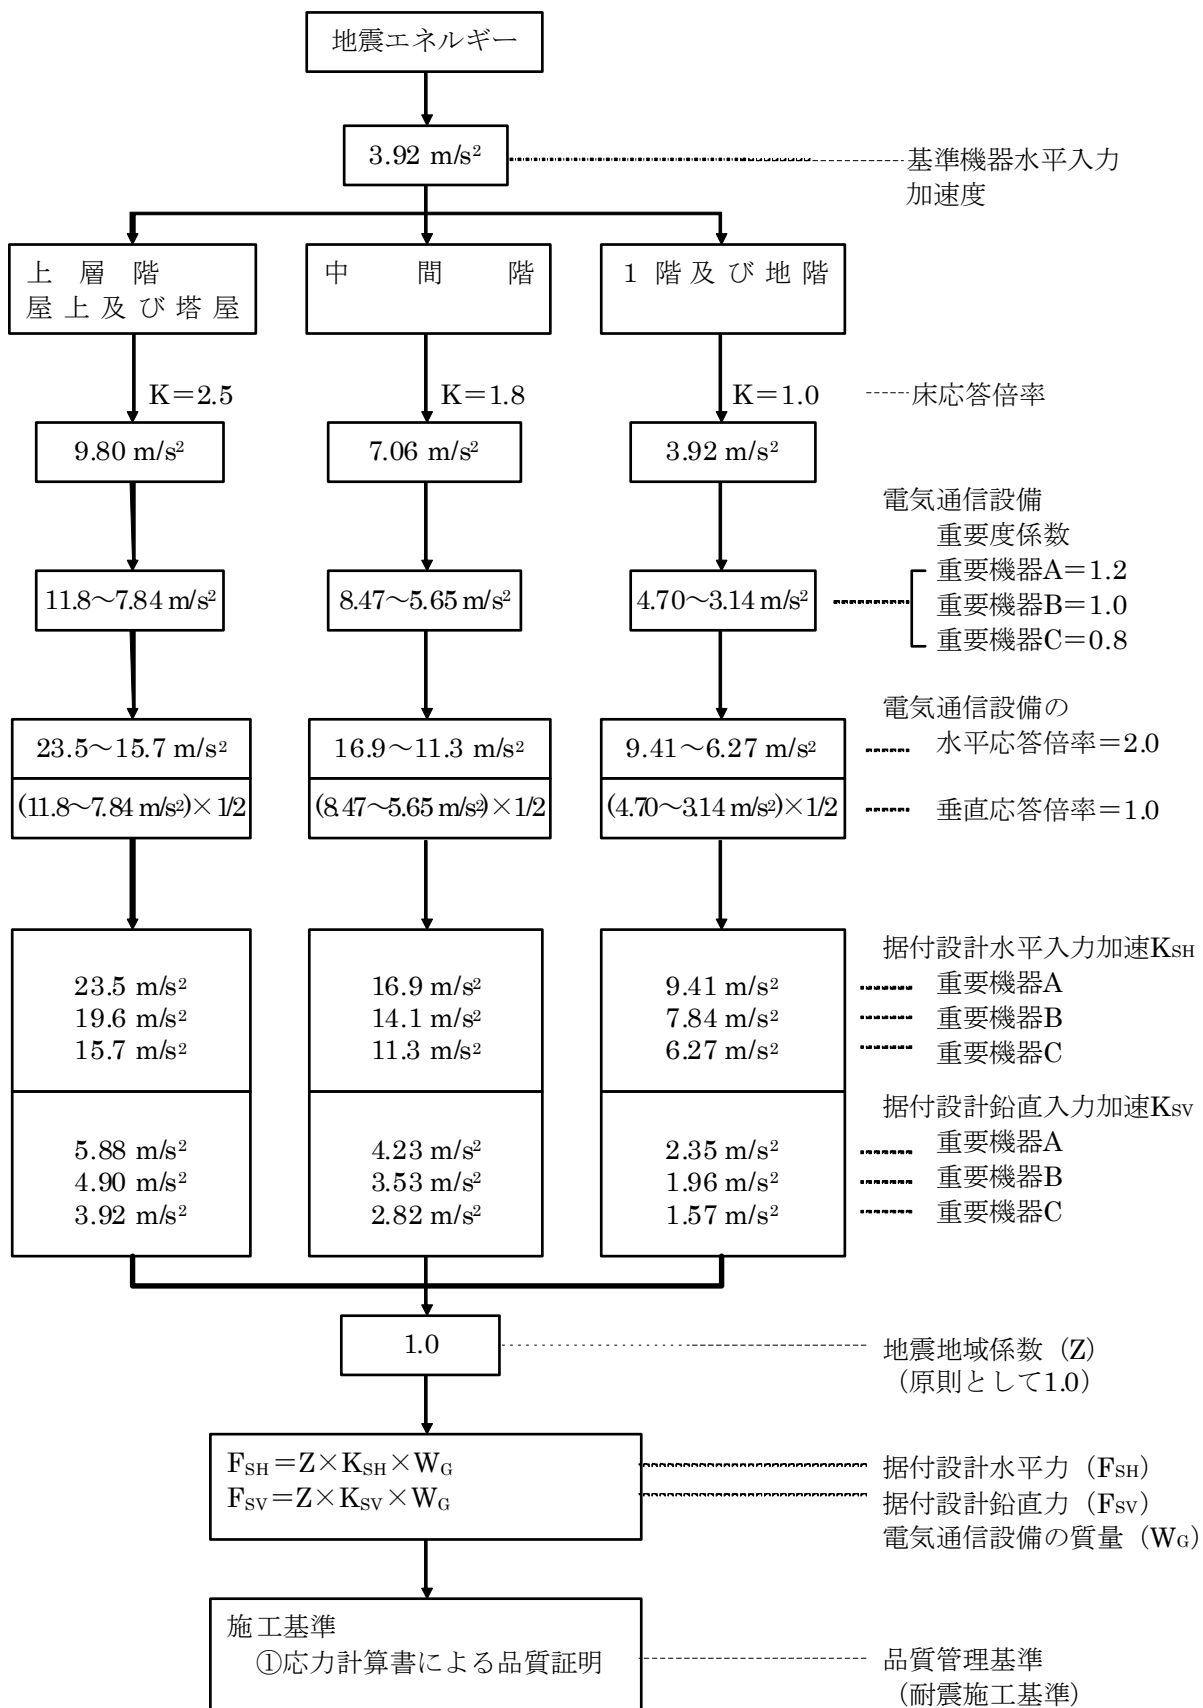 地震エネルギー
3.92 m/s²
基準機器水平入力
加速度
上層階
屋上及び塔屋
中間階
1階及び地階
K=2.5
K=1.8
K=1.0
床応答倍率
9.80 m/s²
7.06 m/s²
3.92 m/s²
電気通信設備
重要度係数
重要機器A=1.2
重要機器B=1.0
重要機器C=0.8
11.8~7.84 m/s²
8.47~5.65 m/s²
4.70~3.14 m/s²
電気通信設備の
水平応答倍率=2.0
23.5~15.7 m/s²
16.9~11.3 m/s²
9.41~6.27 m/s²
(11.8~7.84 m/s²)×1/2
(8.47~5.65 m/s²)×1/2
(4.70~3.14 m/s²)×1/2
垂直応答倍率=1.0
据付設計水平入力加速KSH
23.5 m/s²
16.9 m/s²
9.41 m/s²
重要機器A
19.6 m/s²
14.1 m/s²
7.84 m/s²
重要機器B
15.7 m/s²
11.3 m/s²
6.27 m/s²
重要機器C
据付設計鉛直入力加速KSV
5.88 m/s²
4.23 m/s²
2.35 m/s²
重要機器A
4.90 m/s²
3.53 m/s²
1.96 m/s²
重要機器B
3.92 m/s²
2.82 m/s²
1.57 m/s²
重要機器C
1.0
地震地域係数(Z)
(原則として1.0)
FSH=Z×KSH×WG
FSV=Z×KSV×WG
据付設計水平力(FSH)
据付設計鉛直力(FSV)
電気通信設備の質量(WG)
施工基準
①応力計算書による品質証明
品質管理基準
(耐震施工基準)